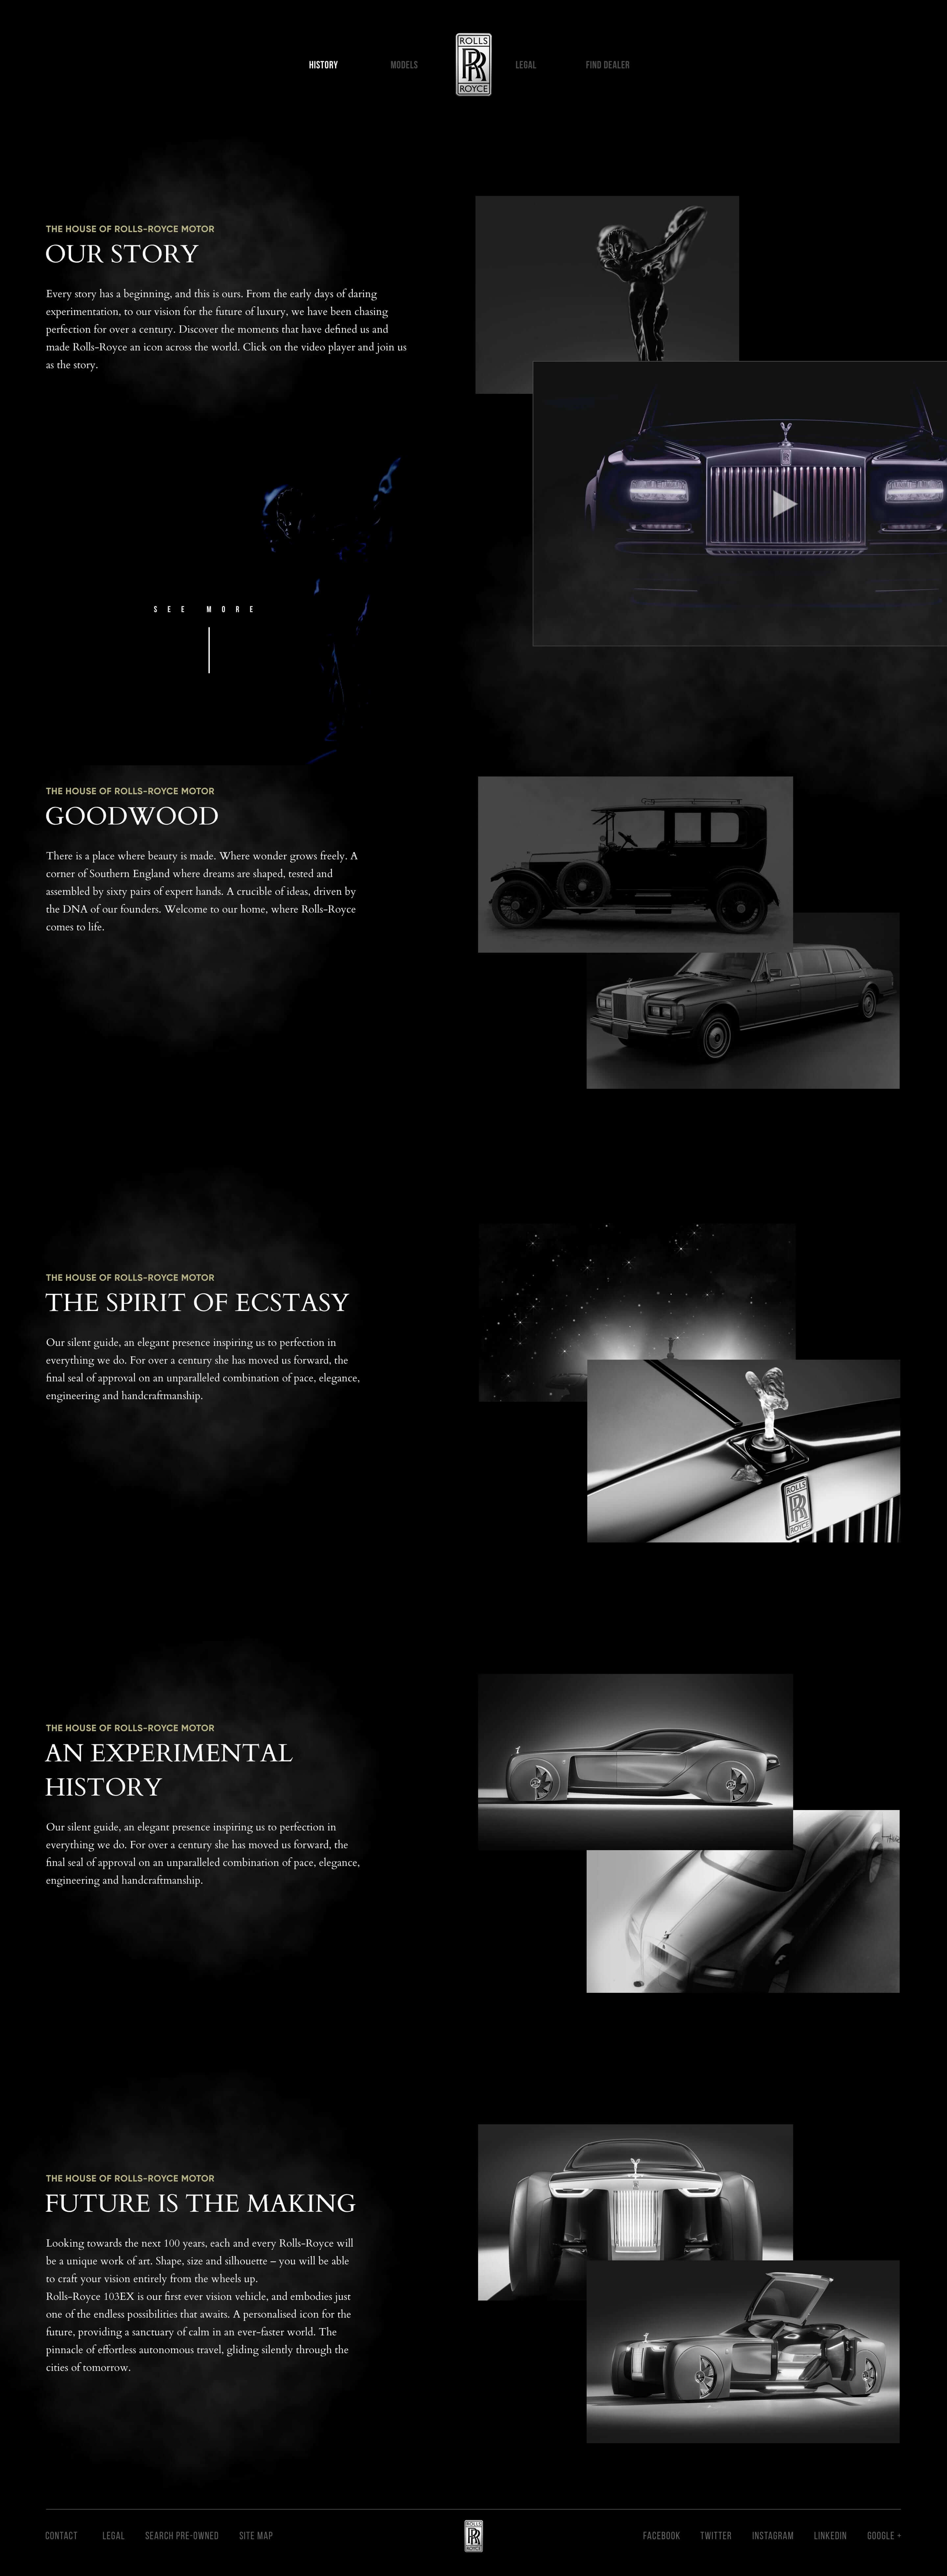 HISTORY MODELS ROLLS RR ROYCE LEGAL FIND DEALER
THE HOUSE OF ROLLS-ROYCE MOTOR
OUR STORY
Every story has a beginning, and this is ours. From the early days of daring
experimentation, to our vision for the future of luxury, we have been chasing
perfection for over a century. Discover the moments that have defined us and
made Rolls-Royce an icon across the world. Click on the video player and join us
as the story.
SEE MORE
THE HOUSE OF ROLLS-ROYCE MOTOR
GOODWOOD
There is a place where beauty is made. Where wonder grows freely. A
corner of Southern England where dreams are shaped, tested and
assembled by sixty pairs of expert hands. A crucible of ideas, driven by
the DNA of our founders. Welcome to our home, where Rolls-Royce
comes to life.
THE HOUSE OF ROLLS-ROYCE MOTOR
THE SPIRIT OF ECSTASY
Our silent guide, an elegant presence inspiring us to perfection in
everything we do. For over a century she has moved us forward, the
final seal of approval on an unparalleled combination of pace, elegance,
engineering and handcraftmanship.
ROLLS
RR
ROYCE
THE HOUSE OF ROLLS-ROYCE MOTOR
AN EXPERIMENTAL
HISTORY
Our silent guide, an elegant presence inspiring us to perfection in
everything we do. For over a century she has moved us forward, the
final seal of approval on an unparalleled combination of pace, elegance,
engineering and handcraftmanship.
THE HOUSE OF ROLLS-ROYCE MOTOR
FUTURE IS THE MAKING
Looking towards the next 100 years, each and every Rolls-Royce will
be a unique work of art. Shape, size and silhouette – you will be able
to craft your vision entirely from the wheels up.
Rolls-Royce 103EX is our first ever vision vehicle, and embodies just
one of the endless possibilities that awaits. A personalised icon for the
future, providing a sanctuary of calm in an ever-faster world. The
pinnacle of effortless autonomous travel, gliding silently through the
cities of tomorrow.
CONTACT LEGAL SEARCH PRE-OWNED SITE MAP ROLLS RR ROYCE FACEBOOK TWITTER INSTAGRAM LINKEDIN GOOGLE +